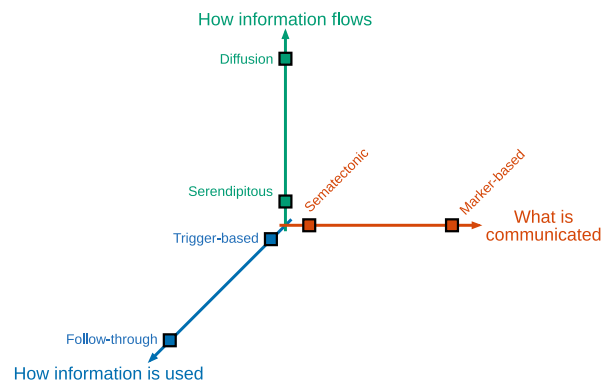 How information flows
Diffusion
Sematectonic
Marker-based
Serendipitous
What is
communicated
Trigger-based
Follow-through
How information is used